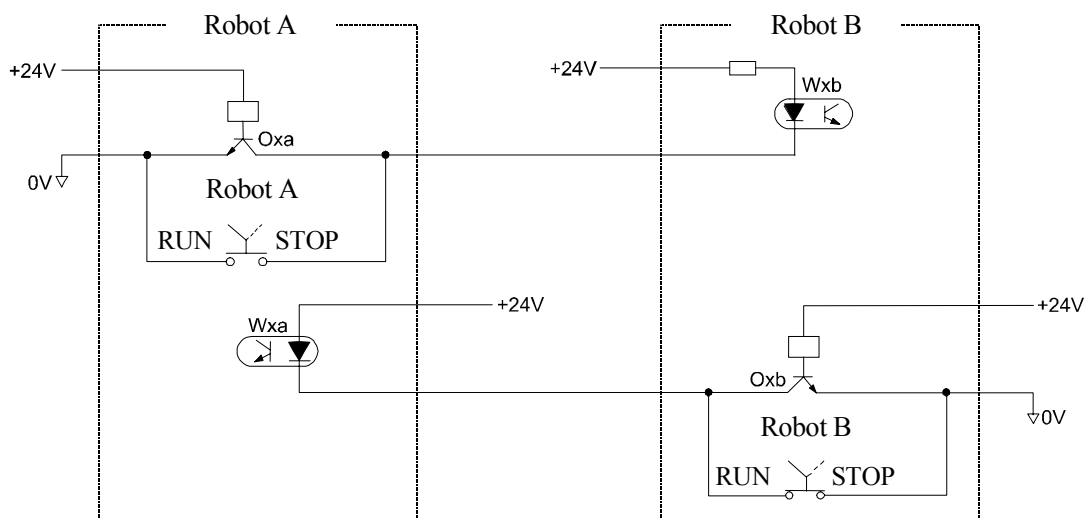 Robot A
Robot B
+24V
+24V
Wxb
Oxa
0V
Robot A
RUN STOP
+24V
+24V
Wxa
Oxb
0V
Robot B
RUN STOP